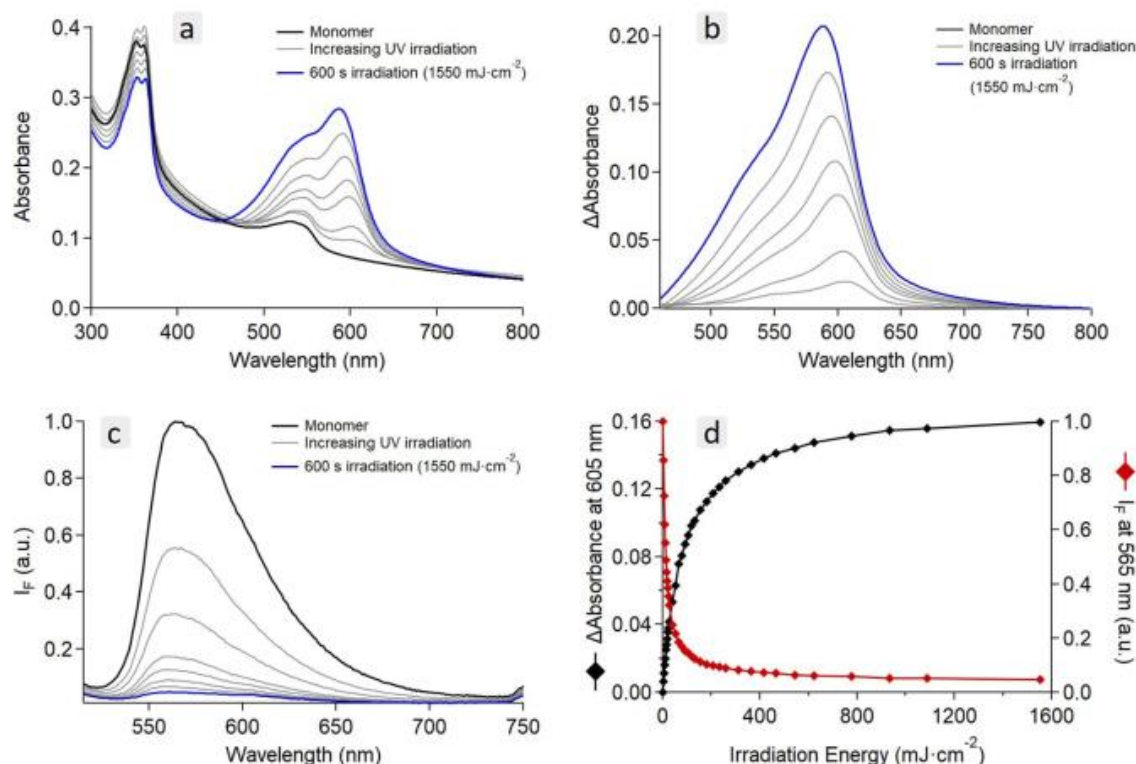 a
Monomer
Increasing UV irradiation
600 s irradiation (1550 mJ·cm⁻²)
Absorbance
0.4
0.3
0.2
0.1
0.0
300 400 500 600 700 800
Wavelength (nm)
b
Monomer
Increasing UV irradiation
600 s irradiation
(1550 mJ·cm⁻²)
ΔAbsorbance
0.20
0.15
0.10
0.05
0.00
500 550 600 650 700 750 800
Wavelength (nm)
c
Monomer
Increasing UV irradiation
600 s irradiation (1550 mJ·cm⁻²)
I_F (a.u.)
1.0
0.8
0.6
0.4
0.2
550 600 650 700 750
Wavelength (nm)
d
ΔAbsorbance at 605 nm
0.16
0.12
0.08
0.04
0.00
1.0
0.8
0.6
0.4
0.2
0.0
I_F at 565 nm
(a.u.)
0 400 800 1200 1600
Irradiation Energy (mJ·cm⁻²)